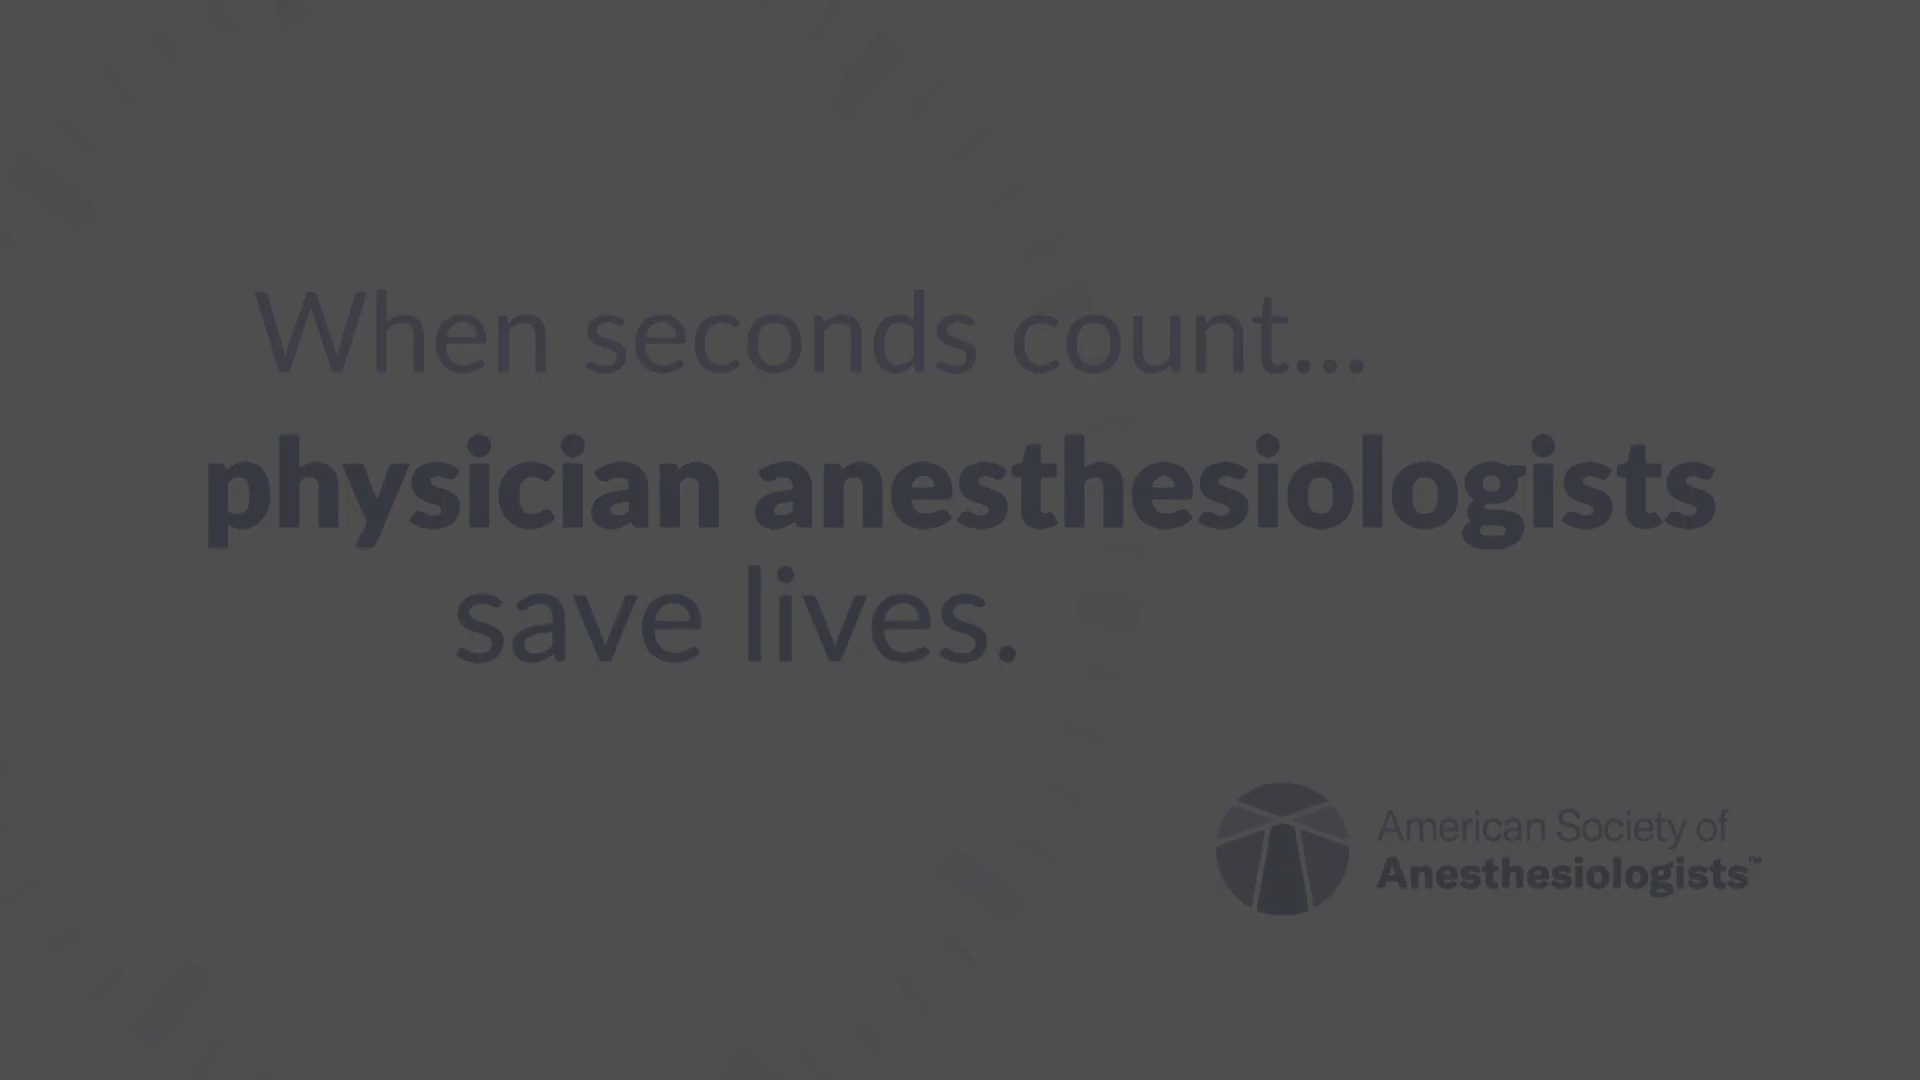 When seconds count...
physician anesthesiologists
save lives.
American Society of
Anesthesiologists™